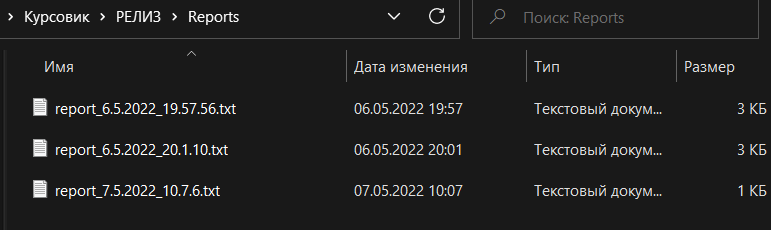 Курсовик РЕЛИЗ Reports Поиск: Reports
Имя Дата изменения Тип Размер
report_6.5.2022_19.57.56.txt 06.05.2022 19:57 Текстовый докум... 3 КБ
report_6.5.2022_20.1.10.txt 06.05.2022 20:01 Текстовый докум... 3 КБ
report_7.5.2022_10.7.6.txt 07.05.2022 10:07 Текстовый докум... 1 КБ